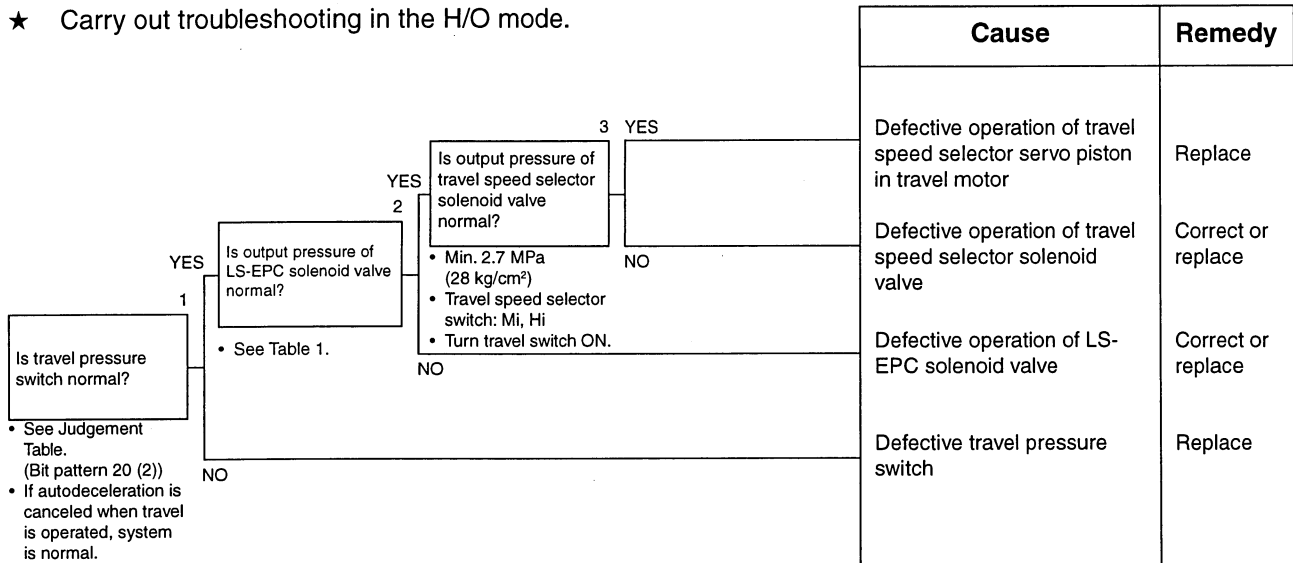 ★ Carry out troubleshooting in the H/O mode.
Cause
Remedy
1
Is travel pressure
switch normal?
• See Judgement
Table.
(Bit pattern 20 (2))
• If autodeceleration is
canceled when travel
is operated, system
is normal.
YES
NO
2
Is output pressure of
LS-EPC solenoid valve
normal?
• See Table 1.
YES
NO
3
Is output pressure of
travel speed selector
solenoid valve
normal?
• Min. 2.7 MPa
(28 kg/cm²)
• Travel speed selector
switch: Mi, Hi
• Turn travel switch ON.
YES
NO
Defective operation of travel
speed selector servo piston
in travel motor
Replace
Defective operation of travel
speed selector solenoid
valve
Correct or
replace
Defective operation of LS-
EPC solenoid valve
Correct or
replace
Defective travel pressure
switch
Replace